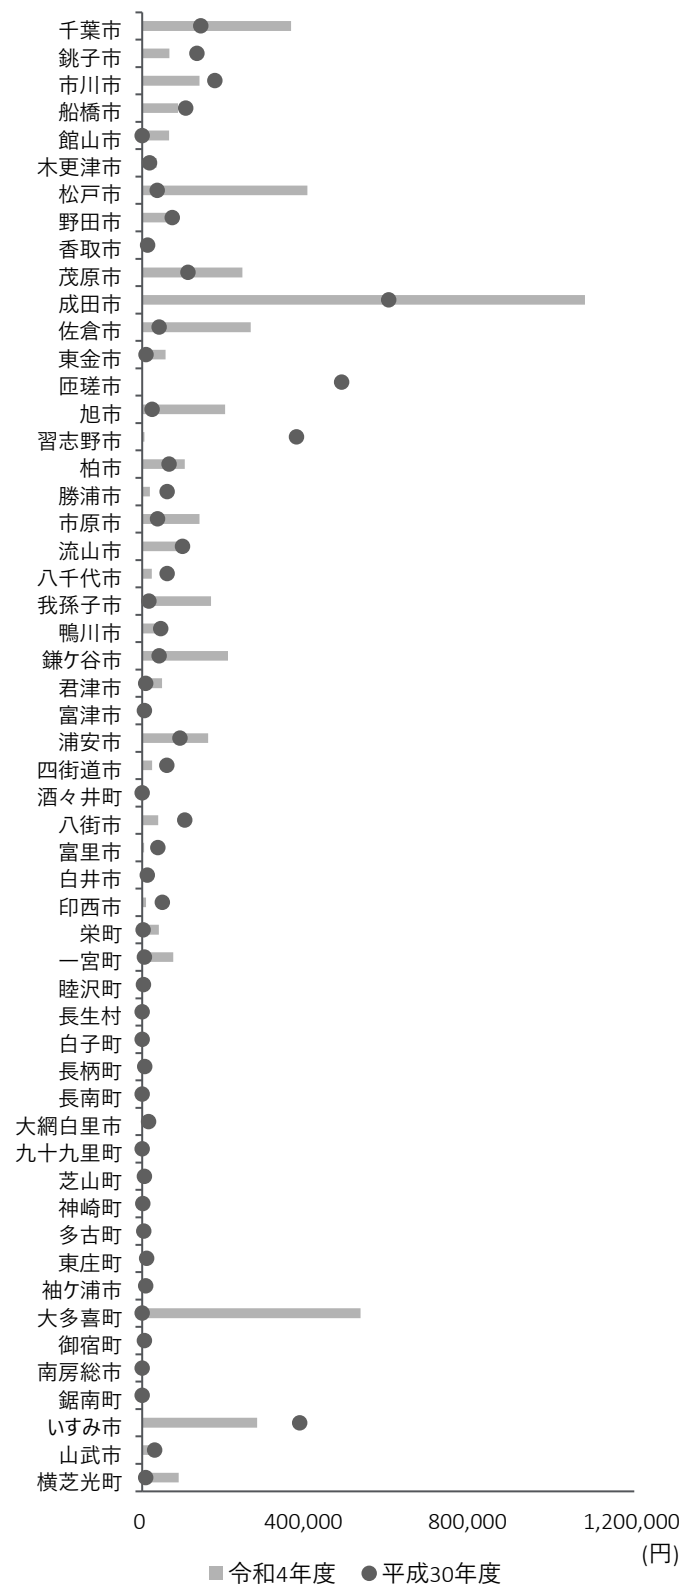 千葉市
銚子市
市川市
船橋市
館山市
木更津市
松戸市
野田市
香取市
茂原市
成田市
佐倉市
東金市
匝瑳市
旭市
習志野市
柏市
勝浦市
市原市
流山市
八千代市
我孫子市
鴨川市
鎌ケ谷市
君津市
富津市
浦安市
四街道市
酒々井町
八街市
富里市
白井市
印西市
栄町
一宮町
睦沢町
長生村
白子町
長柄町
長南町
大網白里市
九十九里町
芝山町
神崎町
多古町
東庄町
袖ケ浦市
大多喜町
御宿町
南房総市
鋸南町
いすみ市
山武市
横芝光町
0 400,000 800,000 1,200,000
(円)
令和4年度 平成30年度